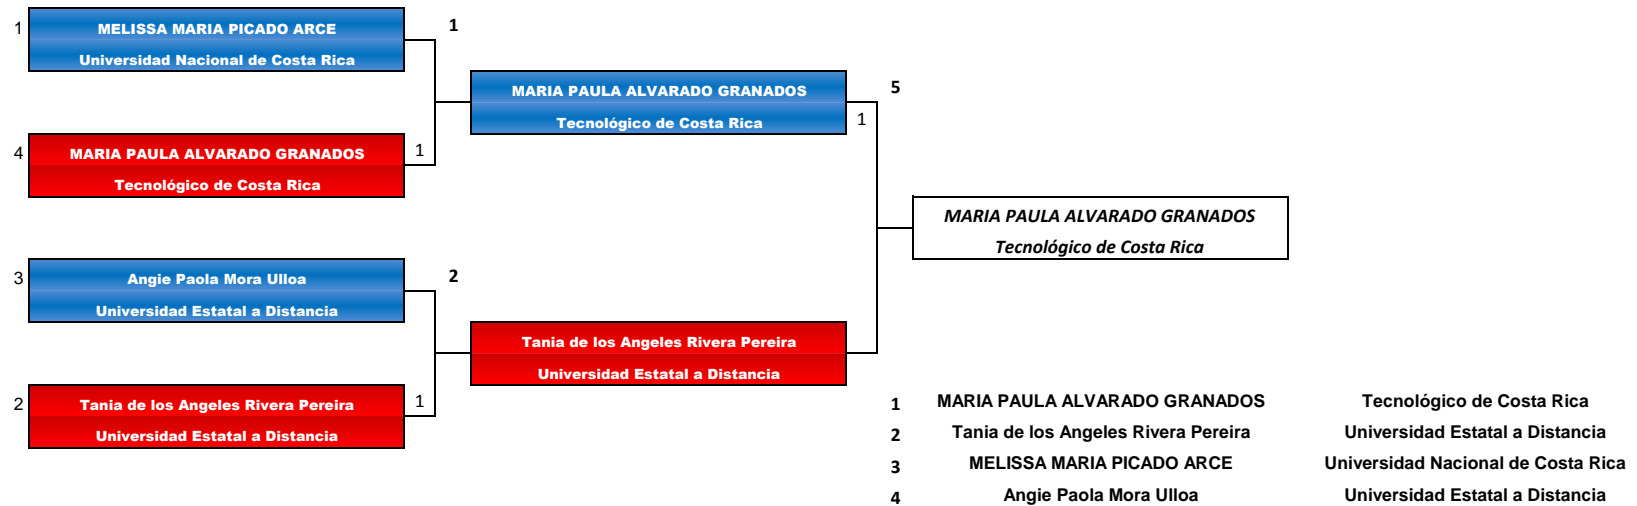 1 MELISSA MARIA PICADO ARCE 1
Universidad Nacional de Costa Rica
MARIA PAULA ALVARADO GRANADOS 5
Tecnológico de Costa Rica 1
4 MARIA PAULA ALVARADO GRANADOS 1
Tecnológico de Costa Rica
MARIA PAULA ALVARADO GRANADOS
Tecnológico de Costa Rica
3 Angie Paola Mora Ulloa 2
Universidad Estatal a Distancia
Tania de los Angeles Rivera Pereira
Universidad Estatal a Distancia
2 Tania de los Angeles Rivera Pereira 1
Universidad Estatal a Distancia
1 MARIA PAULA ALVARADO GRANADOS Tecnológico de Costa Rica
2 Tania de los Angeles Rivera Pereira Universidad Estatal a Distancia
3 MELISSA MARIA PICADO ARCE Universidad Nacional de Costa Rica
4 Angie Paola Mora Ulloa Universidad Estatal a Distancia